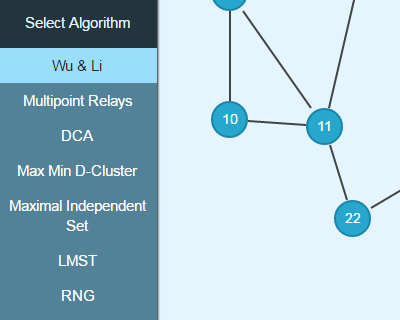 Select Algorithm
Wu & Li
Multipoint Relays
DCA
Max Min D-Cluster
Maximal Independent
Set
LMST
RNG
10
11
22